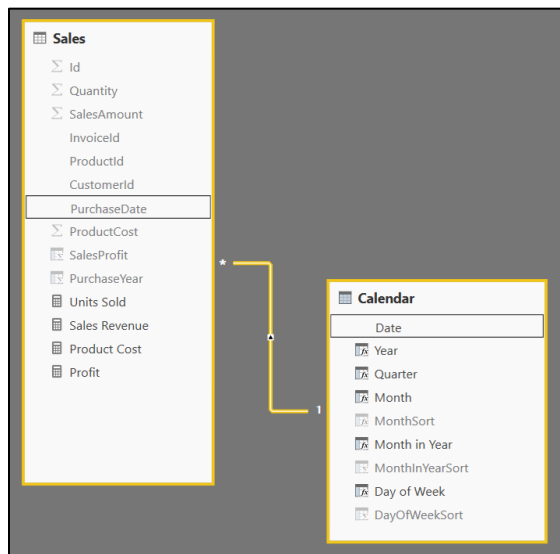 Sales
Id
Quantity
SalesAmount
InvoiceId
ProductId
CustomerId
PurchaseDate
ProductCost
SalesProfit
PurchaseYear
Units Sold
Sales Revenue
Product Cost
Profit
*
1
Calendar
Date
Year
Quarter
Month
MonthSort
Month in Year
MonthInYearSort
Day of Week
DayOfWeekSort